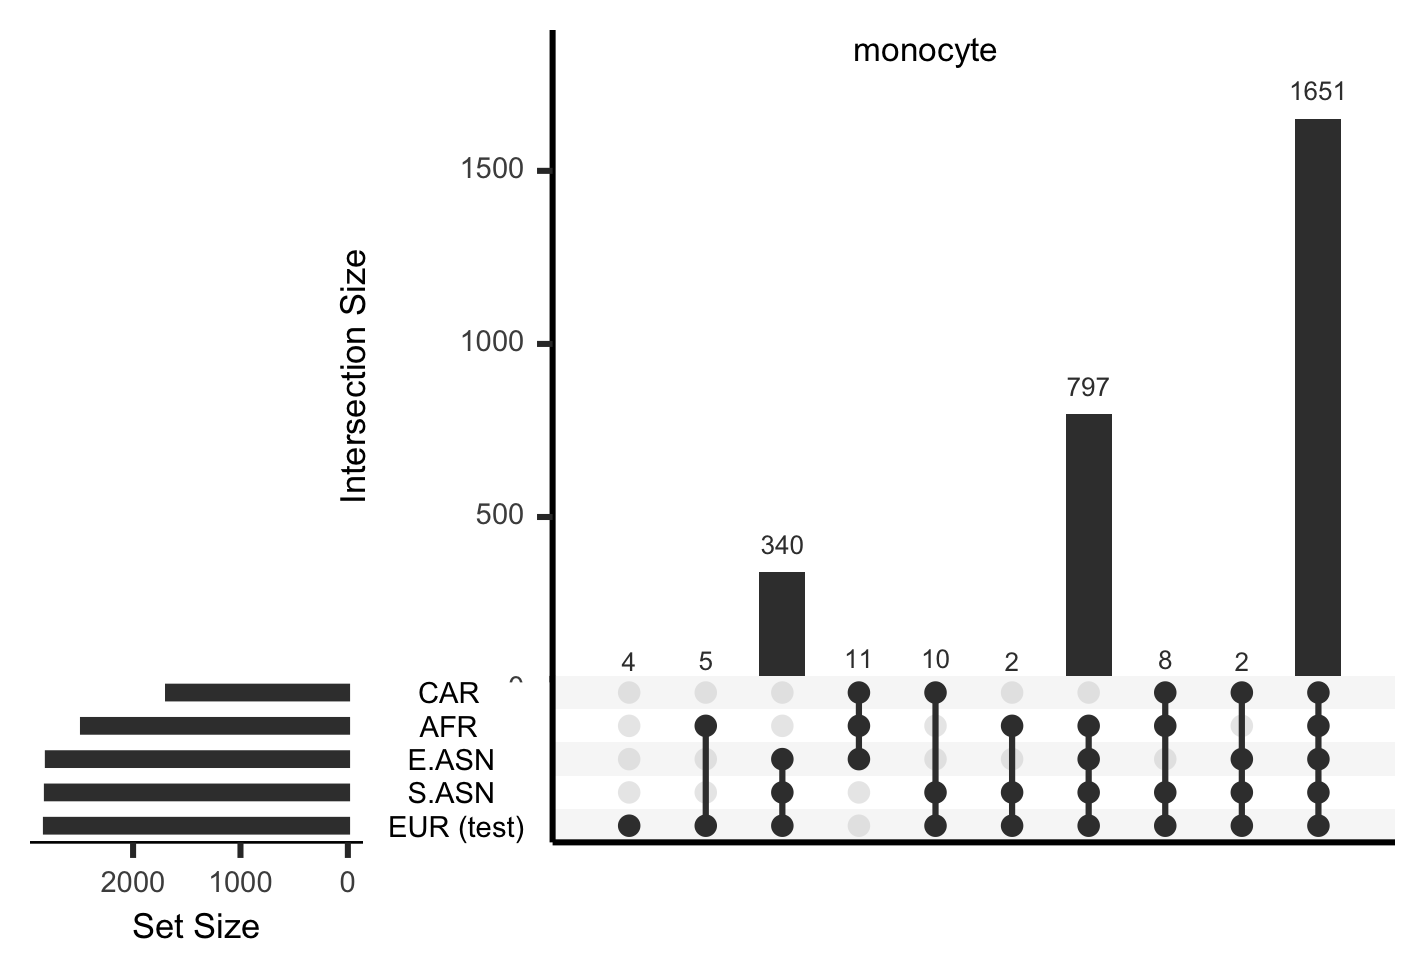 monocyte
1651
1500
1000
500
Intersection Size
797
340
4 5 11 10 2 8 2
CAR
AFR
E.ASN
S.ASN
EUR (test)
2000 1000 0
Set Size